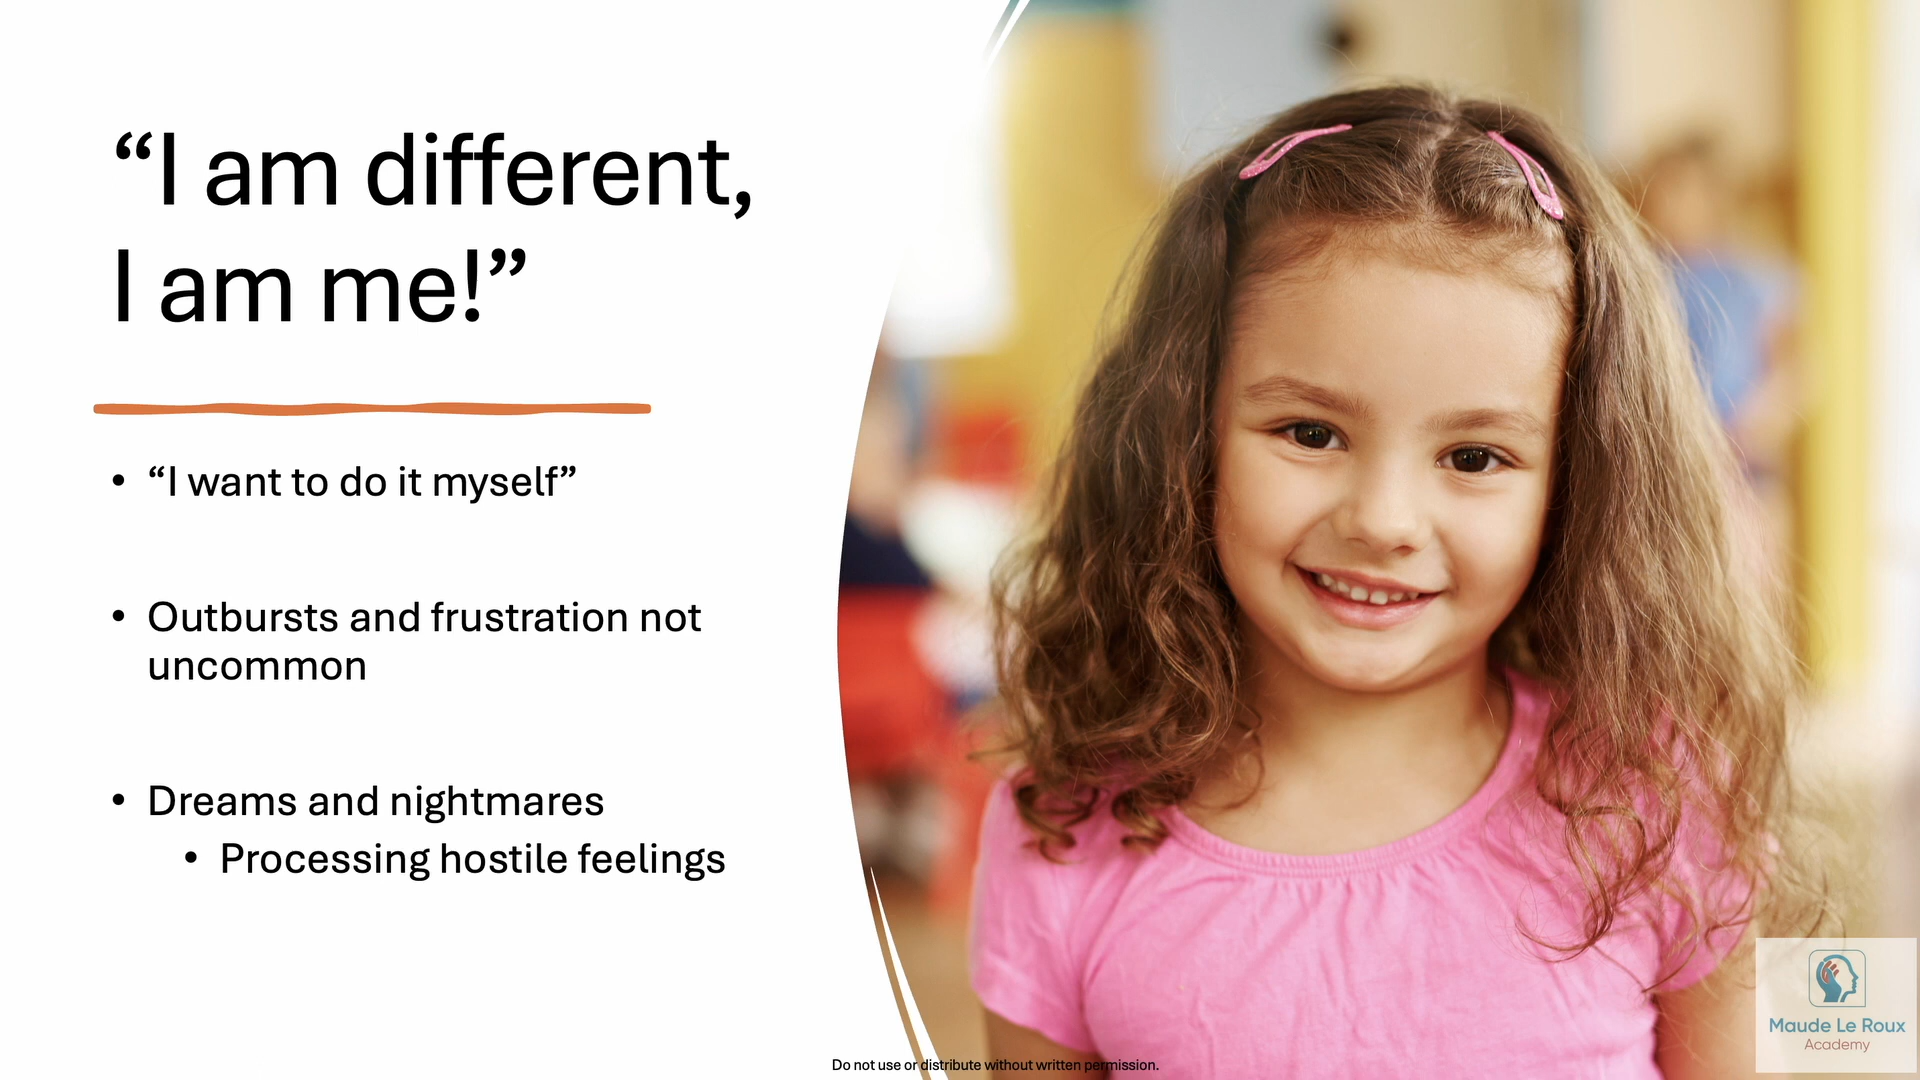 “I am different,
I am me!”
• “I want to do it myself”
• Outbursts and frustration not
uncommon
• Dreams and nightmares
• Processing hostile feelings
Maude Le Roux
Academy
Do not use or distribute without written permission.